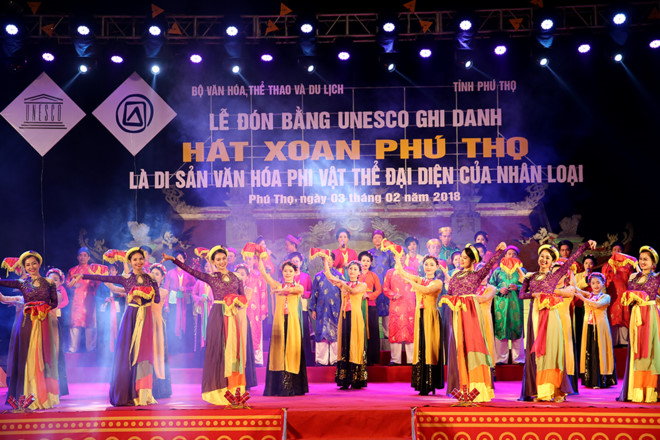 UNESCO
BỘ VĂN HÓA, THỂ THAO VÀ DU LỊCH
TỈNH PHÚ THỌ
LỄ ĐÓN BẰNG UNESCO GHI DANH
HÁT XOAN PHÚ THỌ
LÀ DI SẢN VĂN HÓA PHI VẬT THỂ ĐẠI DIỆN CỦA NHÂN LOẠI
Phú Thọ, ngày 03 tháng 02 năm 2018